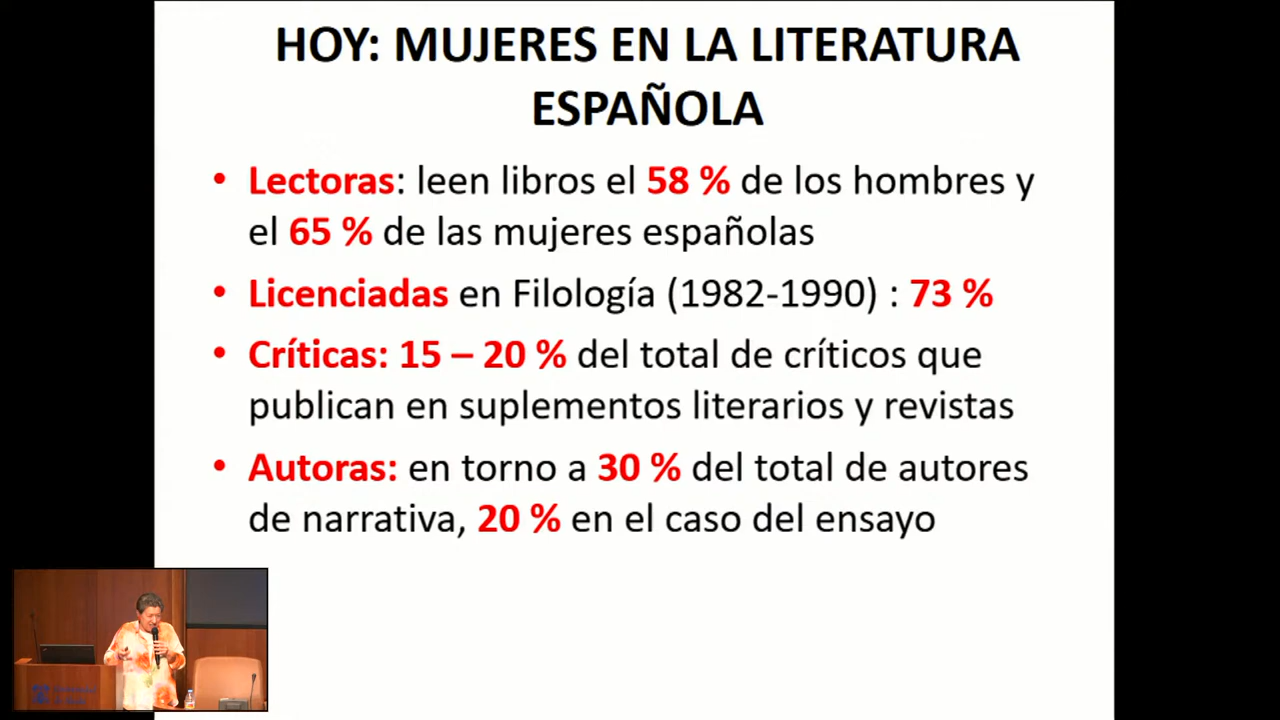 HOY: MUJERES EN LA LITERATURA
ESPAÑOLA
• Lectoras: leen libros el 58 % de los hombres y
el 65 % de las mujeres españolas
• Licenciadas en Filología (1982-1990) : 73 %
• Críticas: 15 – 20 % del total de críticos que
publican en suplementos literarios y revistas
• Autoras: en torno a 30 % del total de autores
de narrativa, 20 % en el caso del ensayo